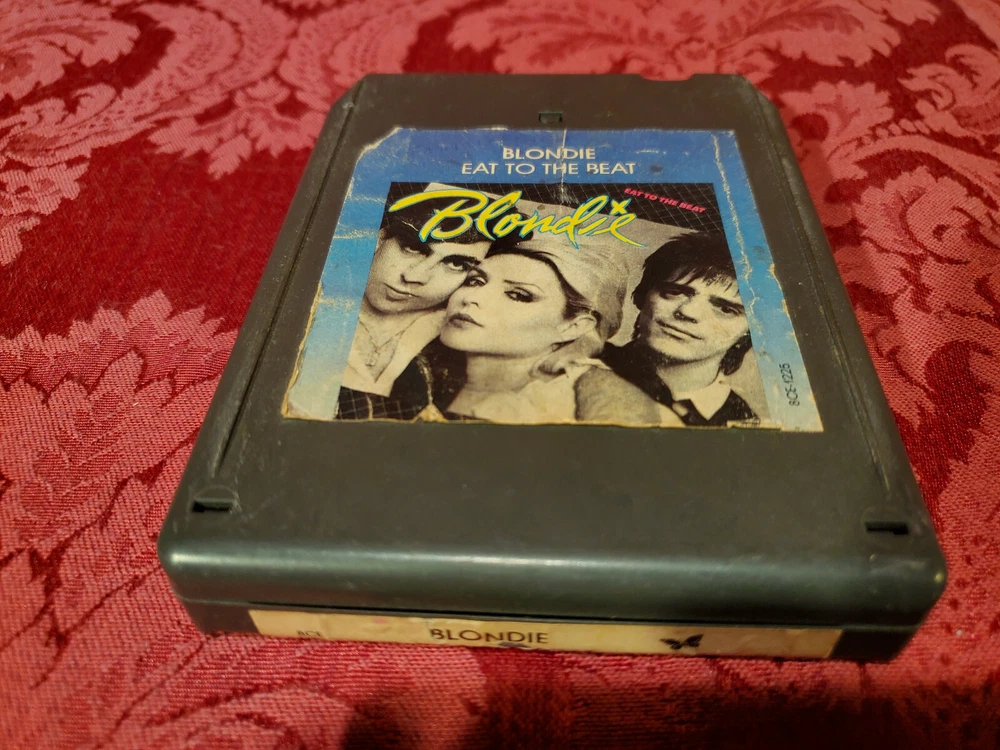 BLONDIE
EAT TO THE BEAT
EAT TO THE BEAT
Blondie
8CE-1225
BLONDIE